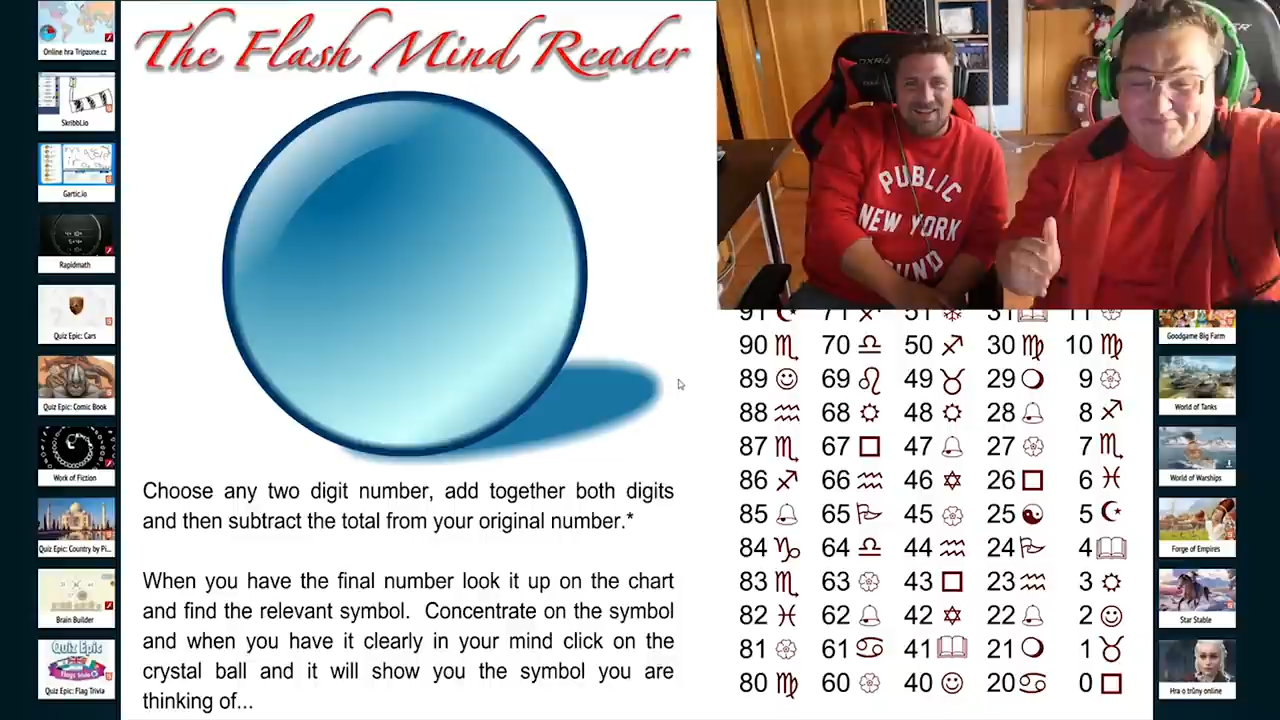 The Flash Mind Reader
Online hra Tripzone.cz
Skribbl.io
Gartic.io
Rapidmath
Quiz Epic: Cars
Quiz Epic: Comic Book
Work of Fiction
Quiz Epic: Country by Pi...
Brain Builder
Quiz Epic
Quiz Epic: Flag Trivia
Choose any two digit number, add together both digits
and then subtract the total from your original number.*
When you have the final number look it up on the chart
and find the relevant symbol. Concentrate on the symbol
and when you have it clearly in your mind click on the
crystal ball and it will show you the symbol you are
thinking of...
PUBLIC
NEW YORK
91 71 51 31 11
90 70 50 30 10
89 69 49 29 9
88 68 48 28 8
87 67 47 27 7
86 66 46 26 6
85 65 45 25 5
84 64 44 24 4
83 63 43 23 3
82 62 42 22 2
81 61 41 21 1
80 60 40 20 0
Goodgame Big Farm
World of Tanks
World of Warships
Forge of Empires
Star Stable
Hra o trůny online